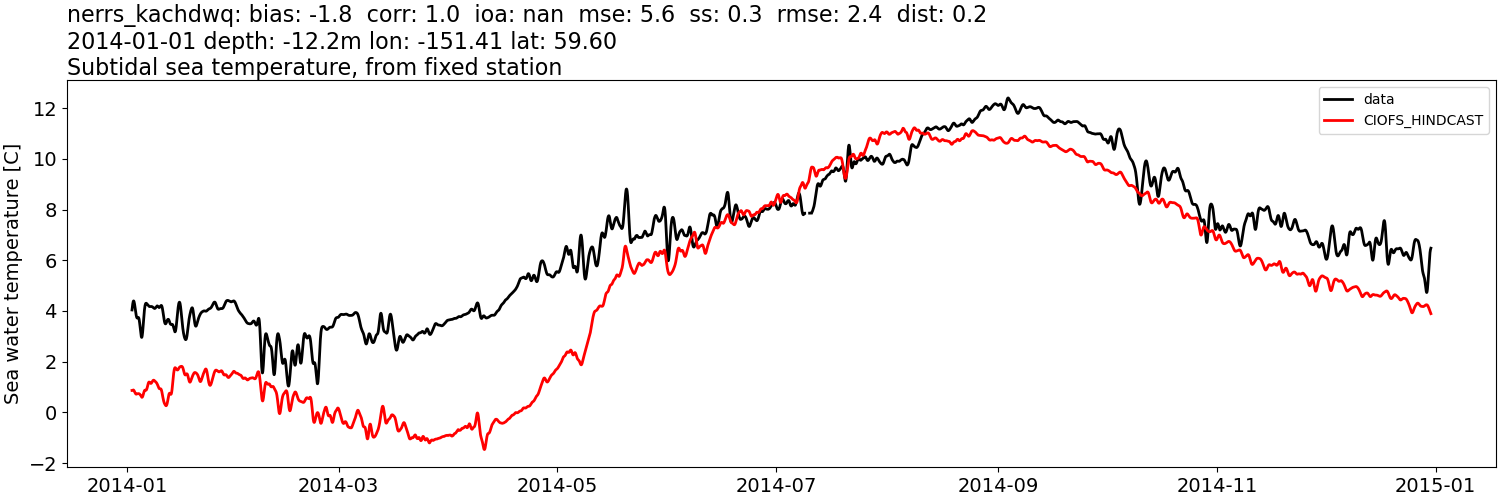 nerrs_kachdwq: bias: -1.8  corr: 1.0  ioa: nan  mse: 5.6  ss: 0.3  rmse: 2.4  dist: 0.2
2014-01-01 depth: -12.2m lon: -151.41 lat: 59.60
Subtidal sea temperature, from fixed station
data
CIOFS_HINDCAST
Sea water temperature [C]
12
10
8
6
4
2
0
−2
2014-01
2014-03
2014-05
2014-07
2014-09
2014-11
2015-01